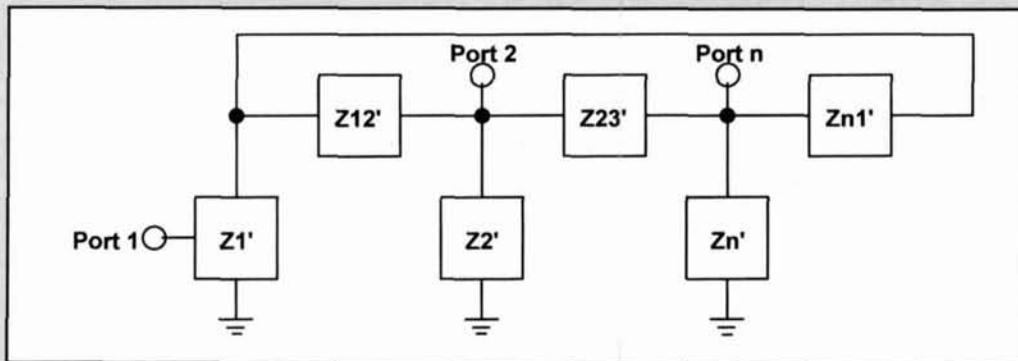 Port 2
Port n
Z12'
Z23'
Zn1'
Port 1
Z1'
Z2'
Zn'